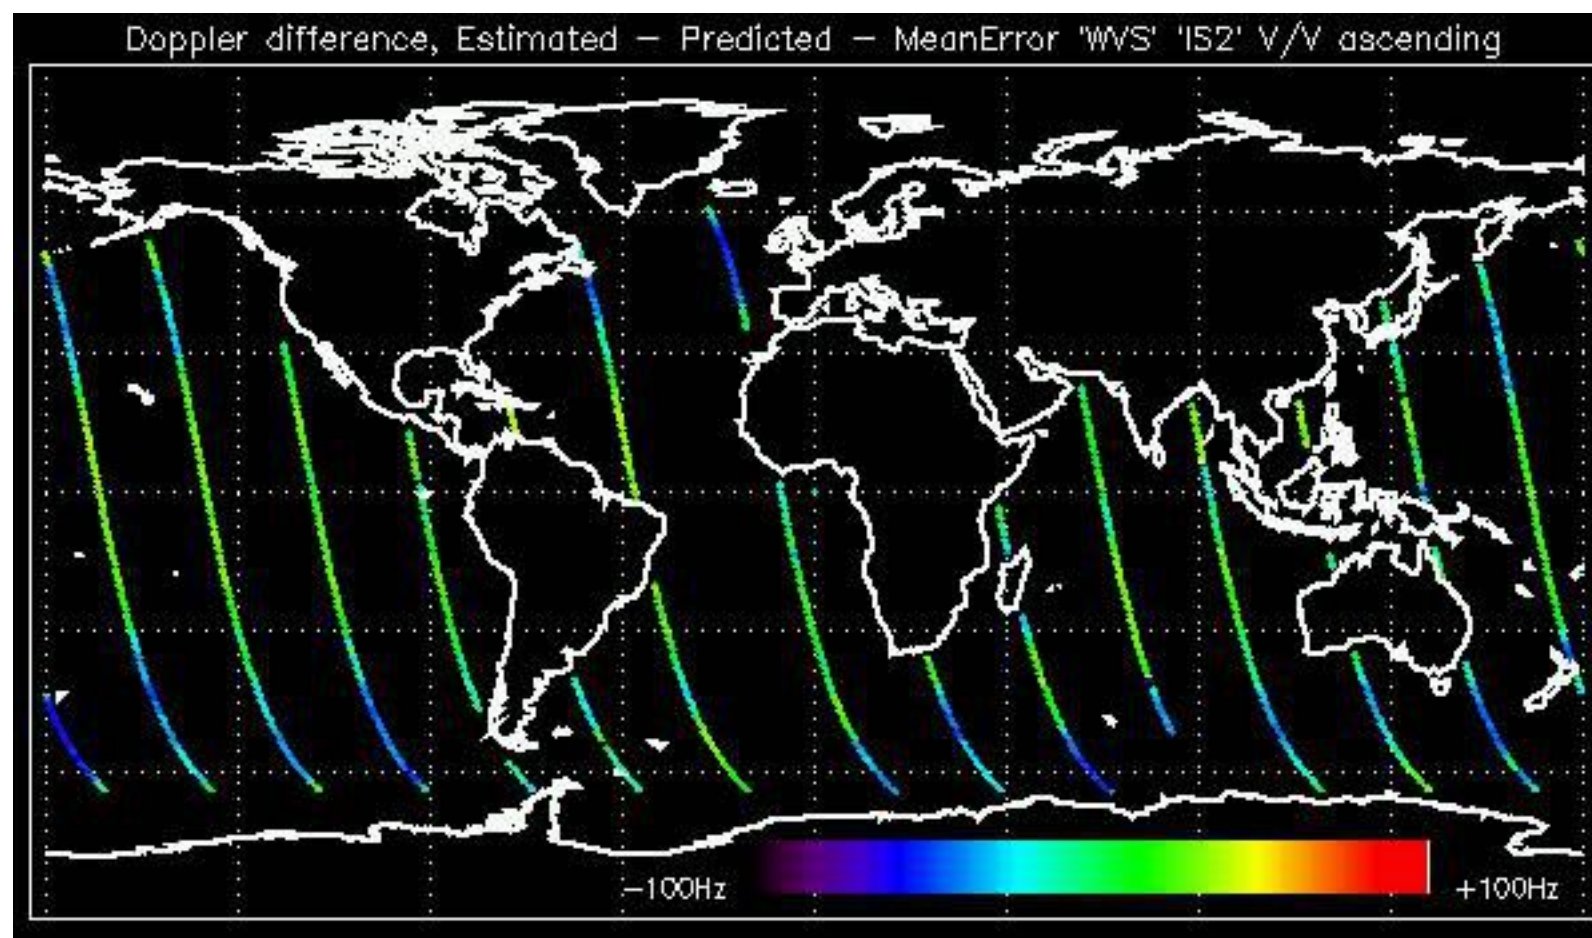 Doppler difference, Estimated – Predicted – MeanError 'WVS' 'IS2' V/V ascending
–100Hz +100Hz